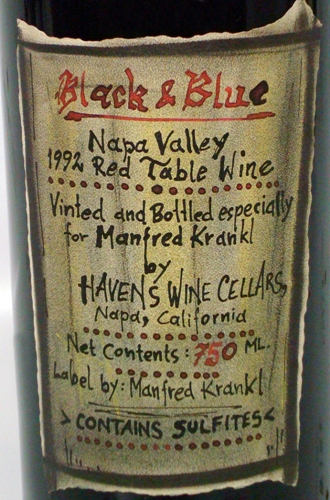 Black & Blue
Napa Valley
1992 Red Table Wine
Vinted and Bottled especially
for Manfred Krankl
by
HAVENS WINE CELLARS,
Napa, California
Net Contents: 750 ML.
Label by: Manfred Krankl
> CONTAINS SULFITES <